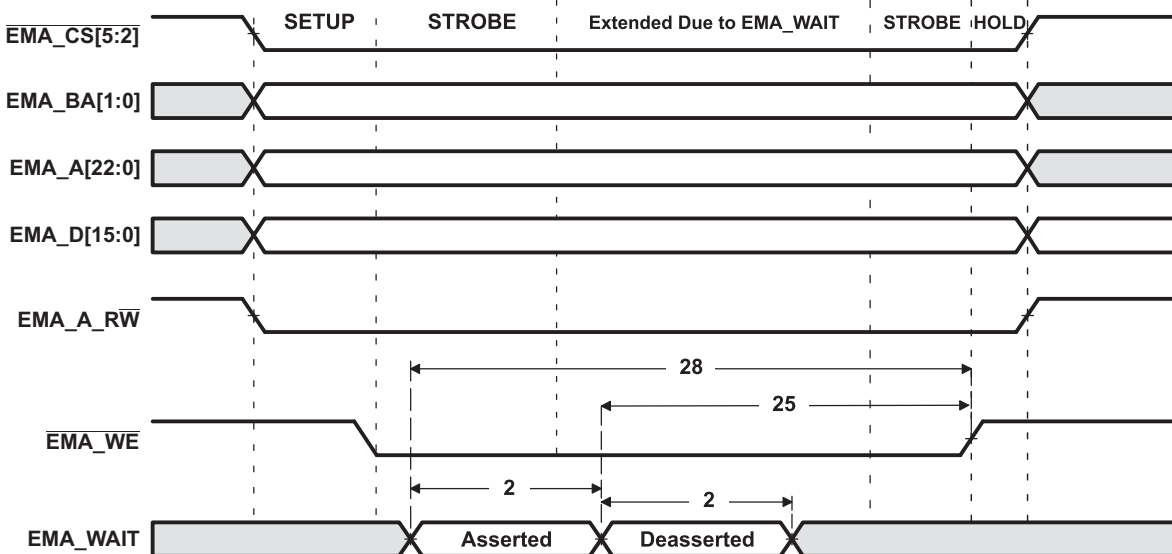 EMA_CS[5:2] SETUP STROBE Extended Due to EMA_WAIT STROBE HOLD
EMA_BA[1:0]
EMA_A[22:0]
EMA_D[15:0]
EMA_A_RW
28
25
EMA_WE
2
2
EMA_WAIT Asserted Deasserted